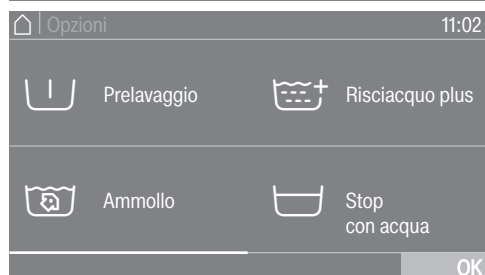 Opzioni 11:02
Prelavaggio
Risciacquo plus
Ammollo
Stop
con acqua
OK